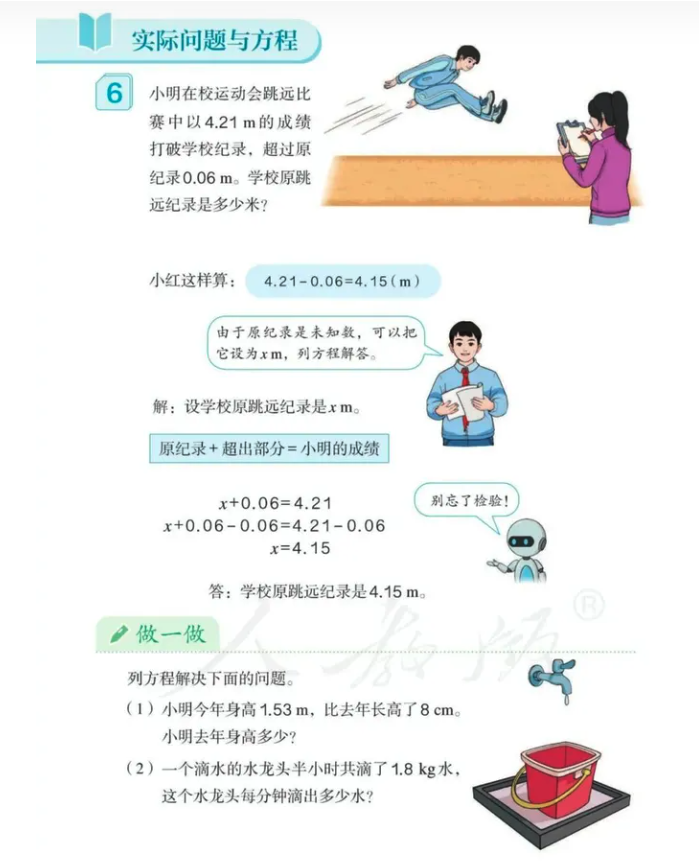 实际问题与方程
6
小明在校运动会跳远比
赛中以4.21 m的成绩
打破学校纪录，超过原
纪录0.06 m。学校原跳
远纪录是多少米？
小红这样算：4.21-0.06=4.15(m)
由于原纪录是未知数，可以把
它设为x m，列方程解答。
解：设学校原跳远纪录是x m。
原纪录+超出部分=小明的成绩
x+0.06=4.21
x+0.06-0.06=4.21-0.06
x=4.15
别忘了检验！
答：学校原跳远纪录是4.15 m。
人教师®
做一做
列方程解决下面的问题。
（1）小明今年身高1.53 m，比去年长高了8 cm。
小明去年身高多少？
（2）一个滴水的水龙头半小时共滴了1.8 kg水，
这个水龙头每分钟滴出多少水？